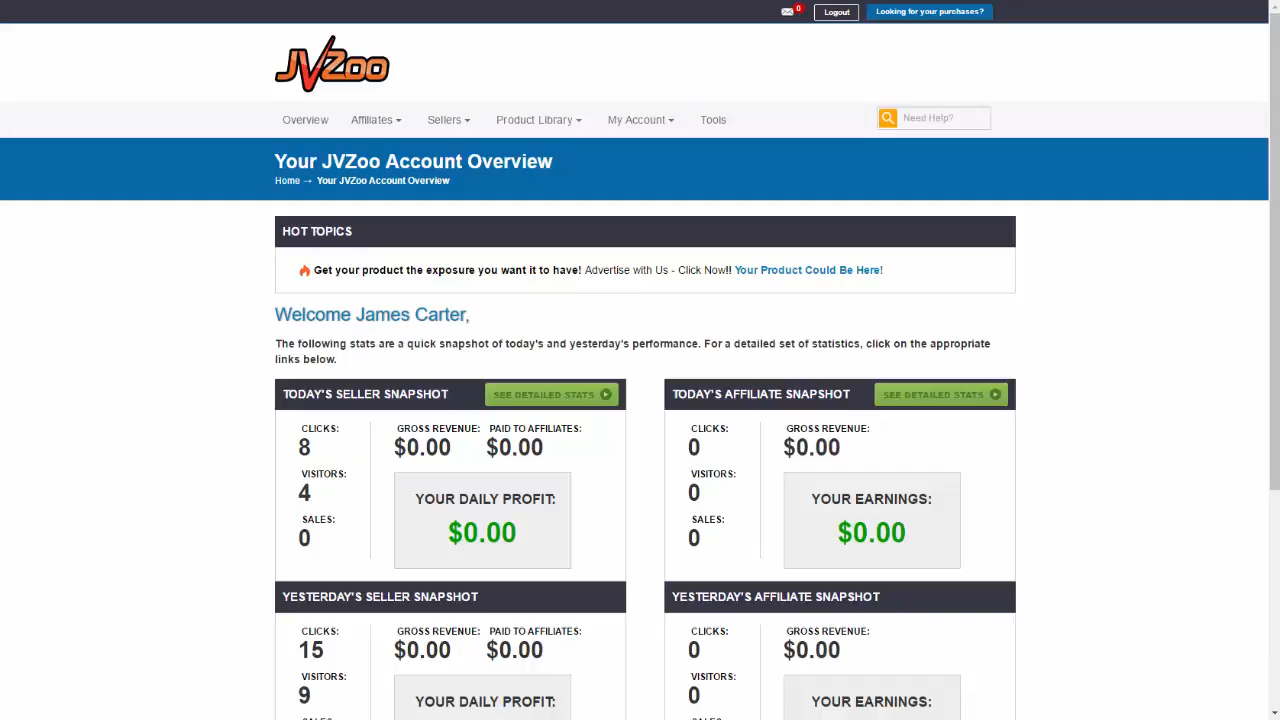 0
Logout
Looking for your purchases?
JVZoo
Overview
Affiliates
Sellers
Product Library
My Account
Tools
Need Help?
Your JVZoo Account Overview
Home → Your JVZoo Account Overview
HOT TOPICS
Get your product the exposure you want it to have! Advertise with Us - Click Now!! Your Product Could Be Here!
Welcome James Carter,
The following stats are a quick snapshot of today's and yesterday's performance. For a detailed set of statistics, click on the appropriate
links below.
TODAY'S SELLER SNAPSHOT
SEE DETAILED STATS
CLICKS:
8
GROSS REVENUE:
$0.00
PAID TO AFFILIATES:
$0.00
VISITORS:
4
SALES:
0
YOUR DAILY PROFIT:
$0.00
TODAY'S AFFILIATE SNAPSHOT
SEE DETAILED STATS
CLICKS:
0
GROSS REVENUE:
$0.00
VISITORS:
0
SALES:
0
YOUR EARNINGS:
$0.00
YESTERDAY'S SELLER SNAPSHOT
CLICKS:
15
GROSS REVENUE:
$0.00
PAID TO AFFILIATES:
$0.00
VISITORS:
9
YOUR DAILY PROFIT:
YESTERDAY'S AFFILIATE SNAPSHOT
CLICKS:
0
GROSS REVENUE:
$0.00
VISITORS:
0
YOUR EARNINGS: